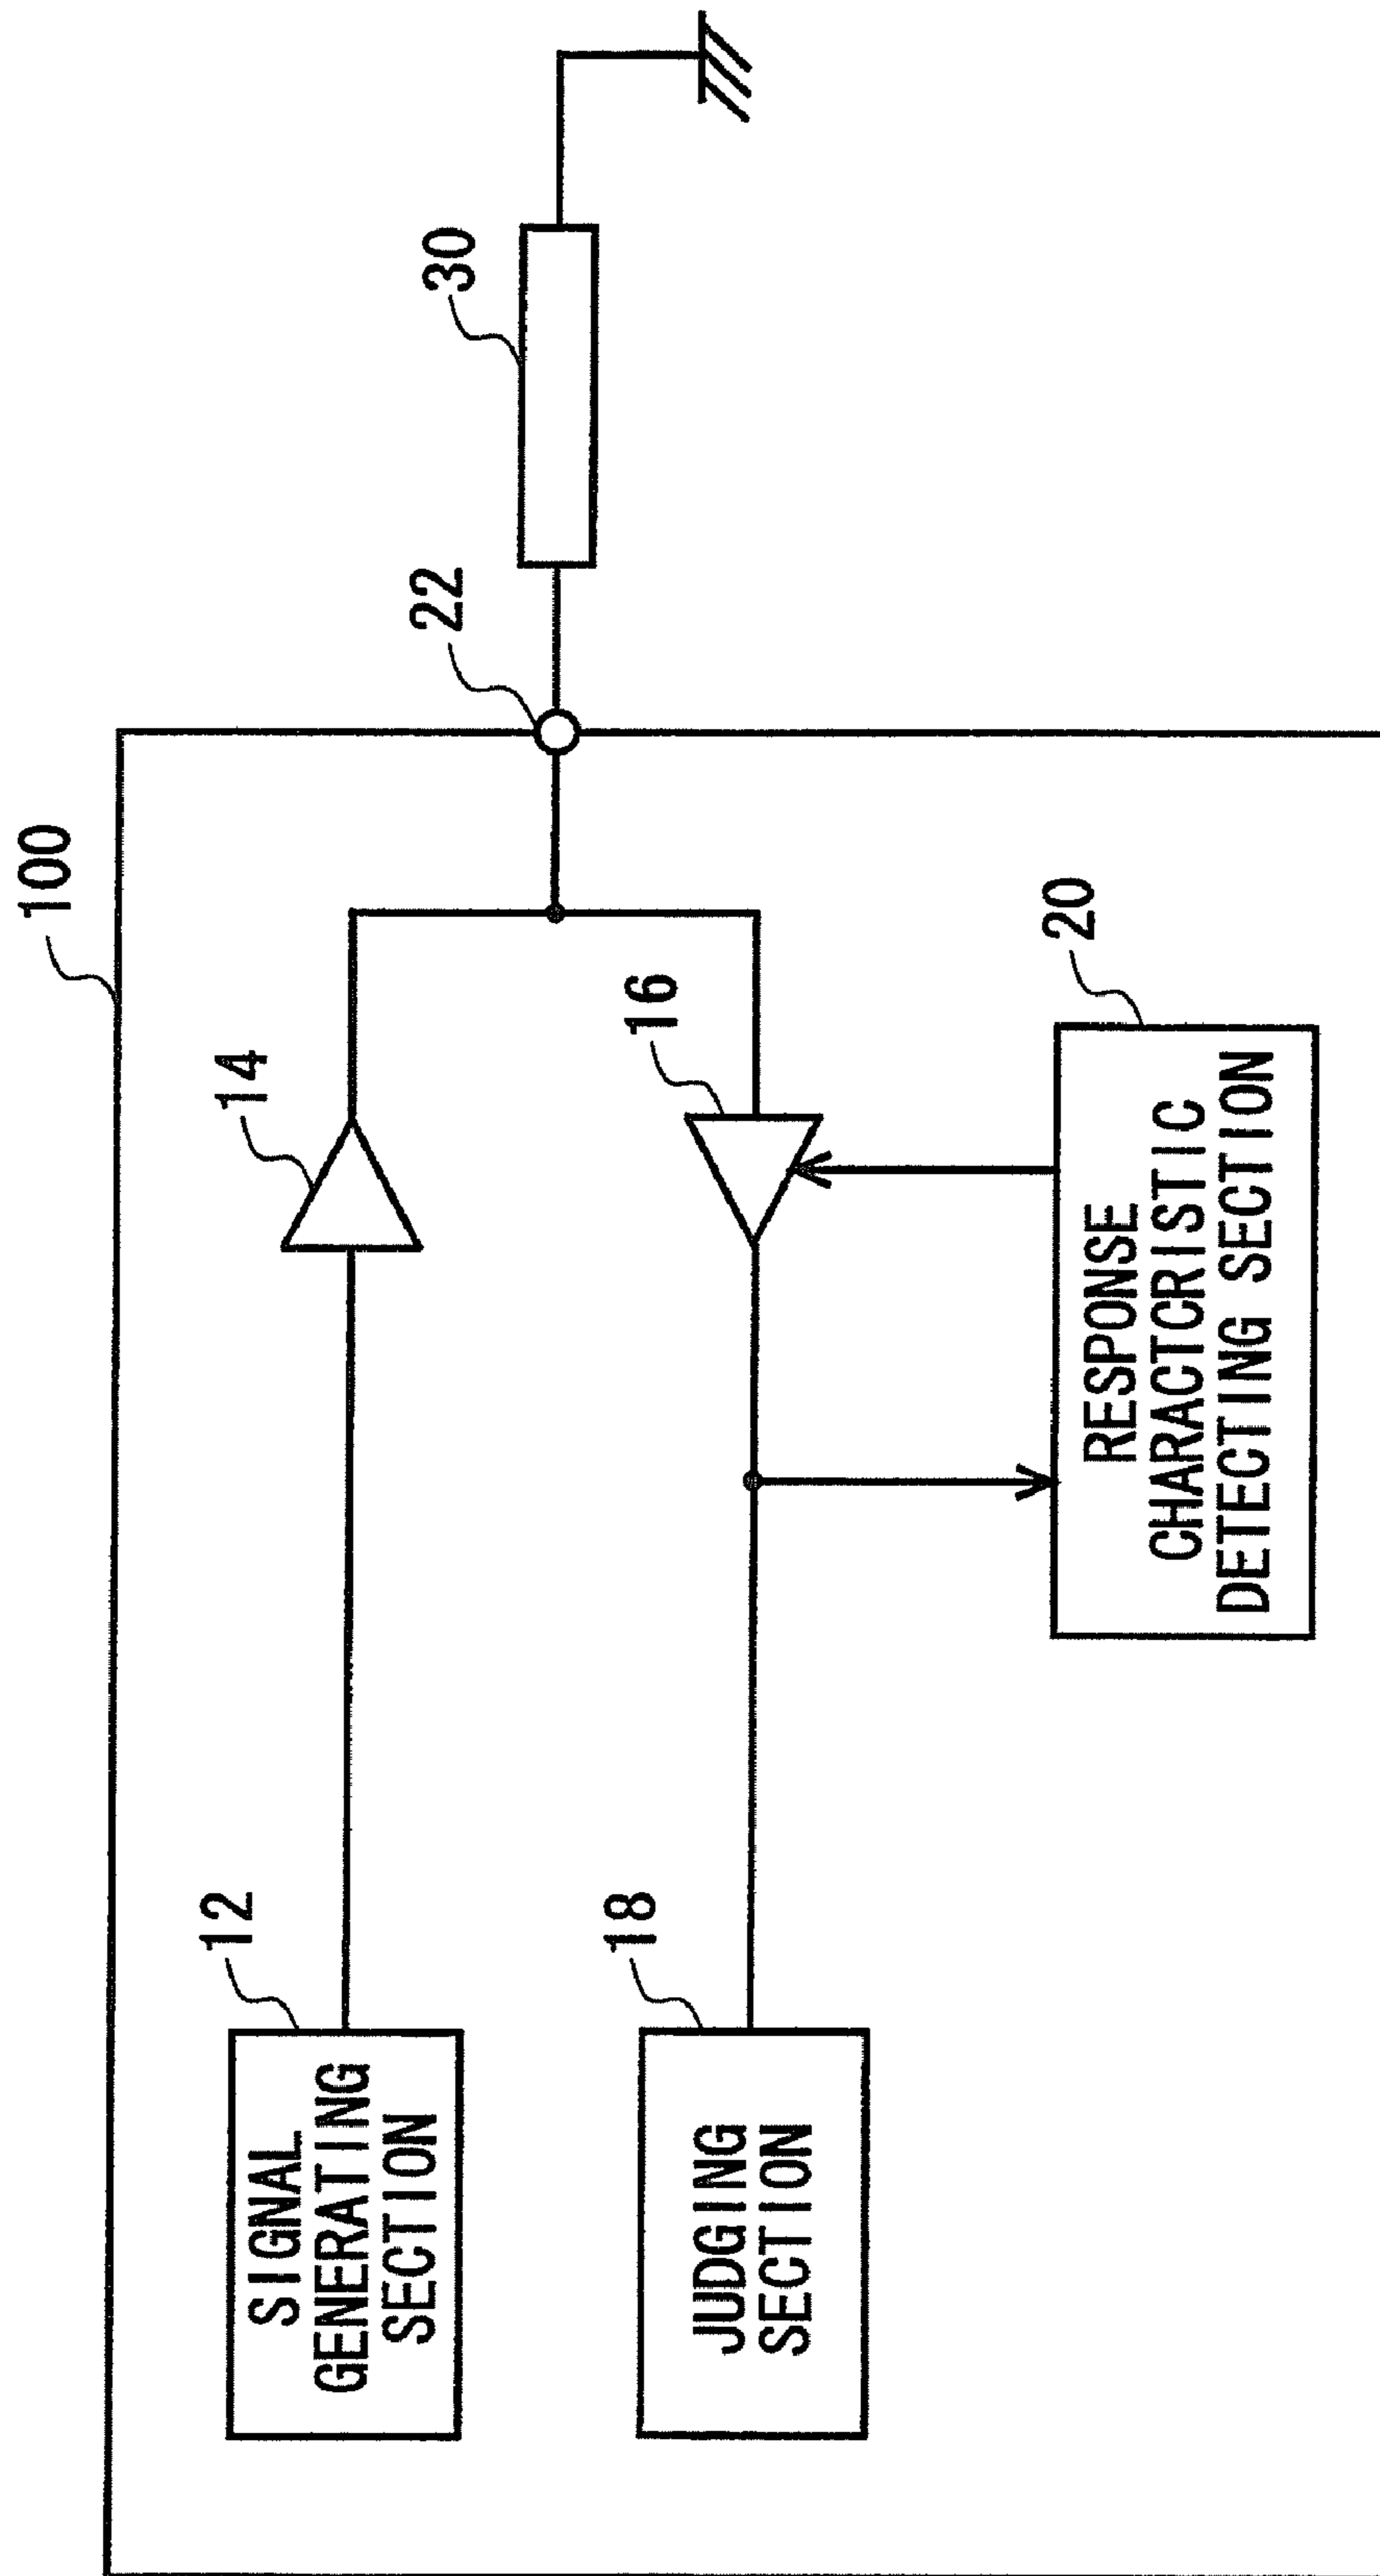 100
12
SIGNAL
GENERATING
SECTION
14
22
30
18
JUDGING
SECTION
16
20
RESPONSE
CHARACTCRISTIC
DETECTING SECTION